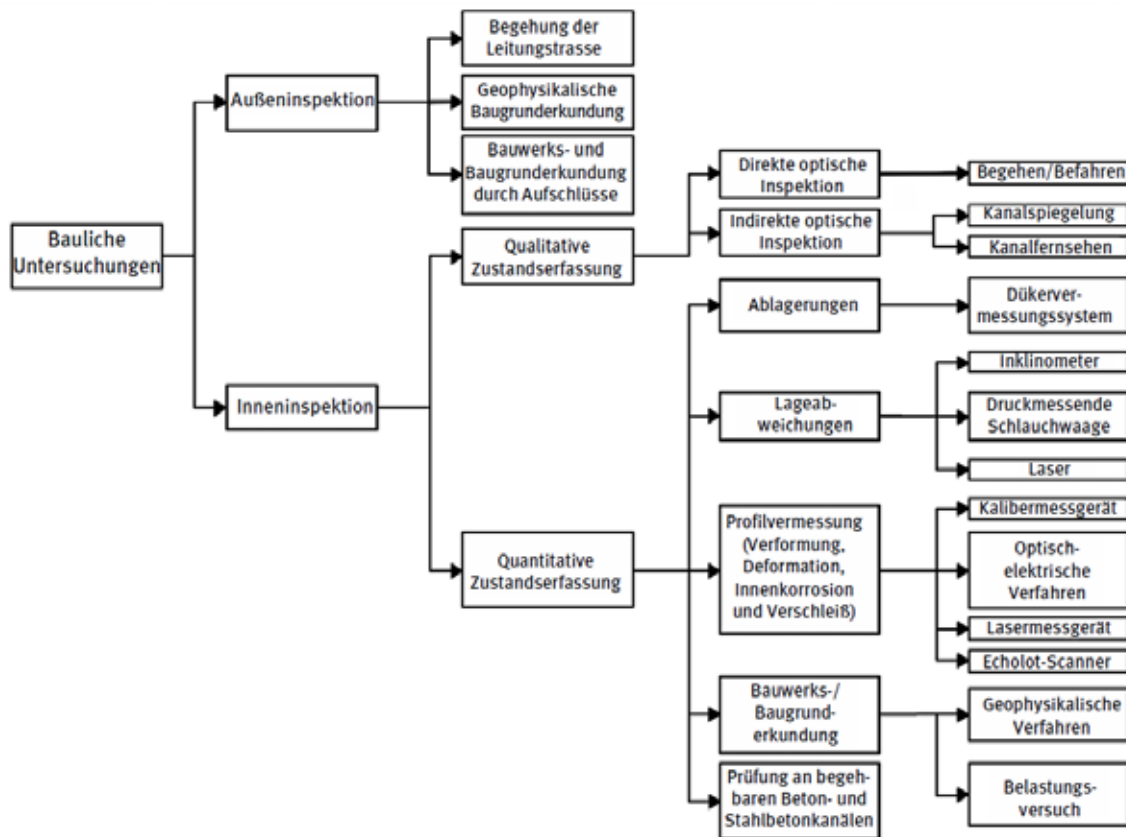 Bauliche
Untersuchungen
Außeninspektion
Inneninspektion
Begehung der
Leitungstrasse
Geophysikalische
Baugrunderkundung
Bauwerks- und
Baugrunderkundung
durch Aufschlüsse
Qualitative
Zustandserfassung
Quantitative
Zustandserfassung
Direkte optische
Inspektion
Indirekte optische
Inspektion
Ablagerungen
Lageab-
weichungen
Profilvermessung
(Verformung,
Deformation,
Innenkorrosion
und Verschleiß)
Bauwerks-/
Baugrund-
erkundung
Prüfung an begeh-
baren Beton- und
Stahlbetonkanälen
Begehen/Befahren
Kanalspiegelung
Kanalfernsehen
Dükerver-
messungssystem
Inklinometer
Druckmessende
Schlauchwaage
Laser
Kalibermessgerät
Optisch-
elektrische
Verfahren
Lasermessgerät
Echolot-Scanner
Geophysikalische
Verfahren
Belastungs-
versuch